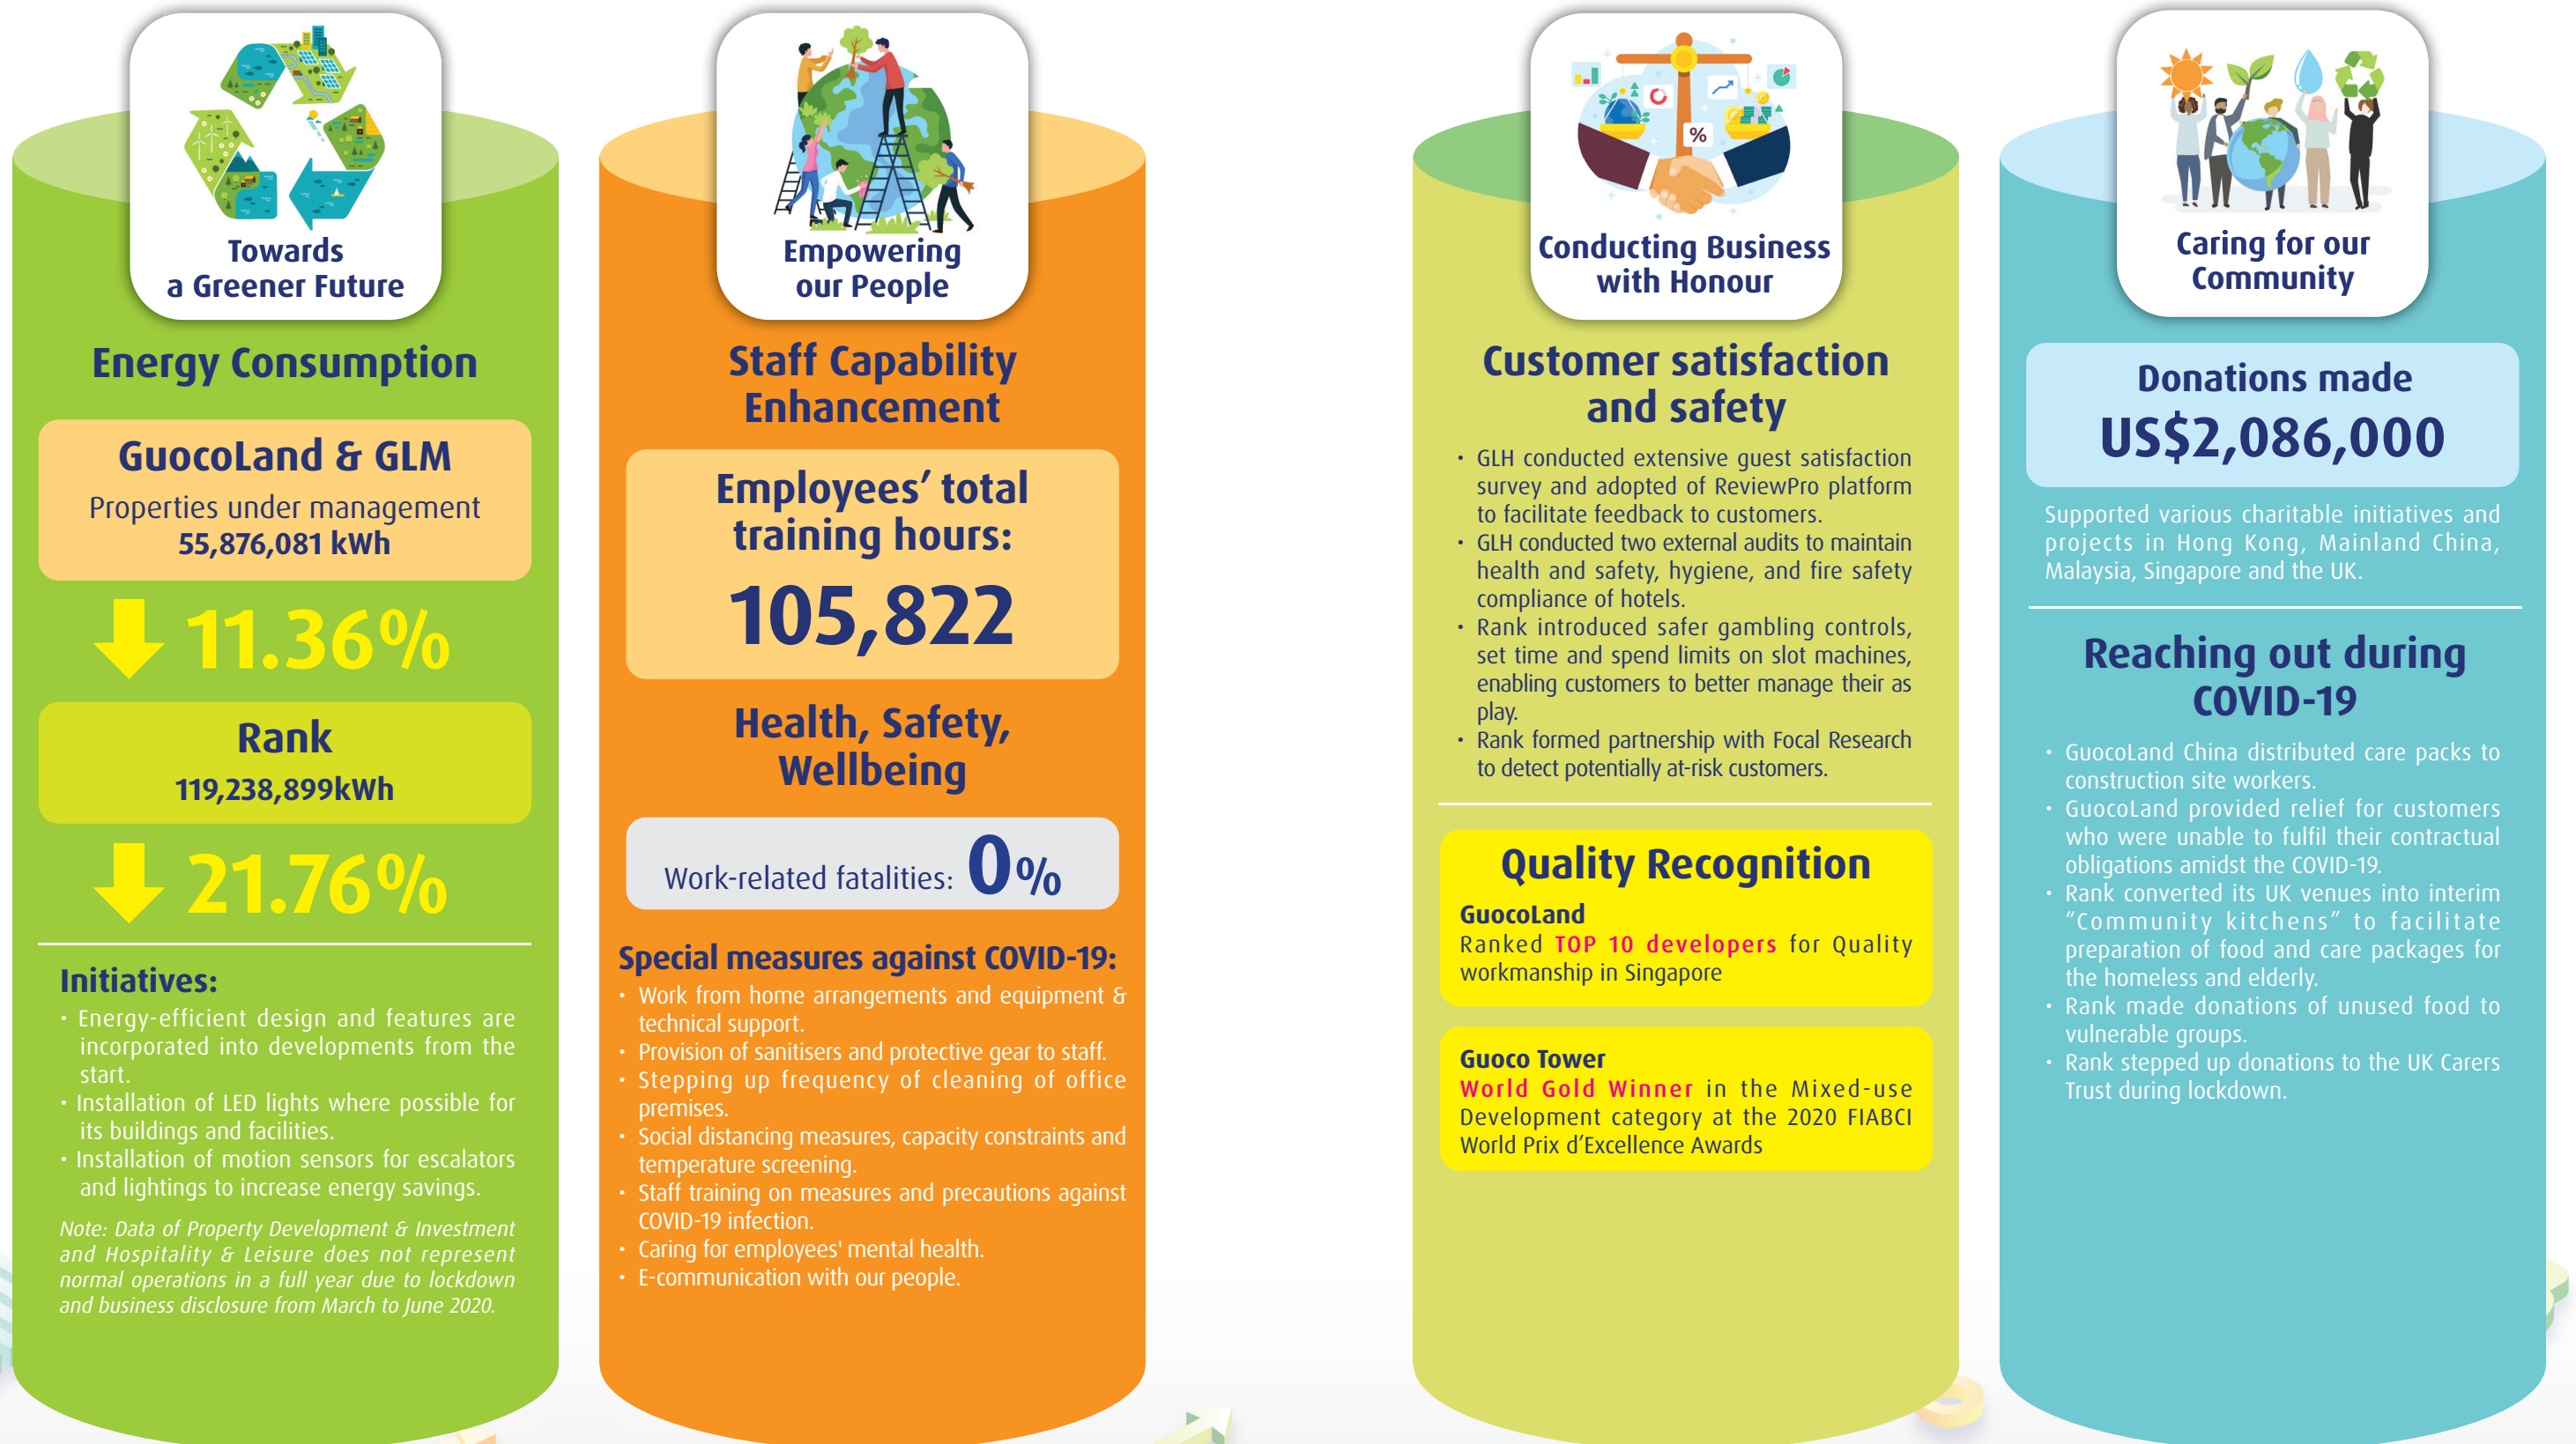 Towards
a Greener Future
Energy Consumption
GuocoLand & GLM
Properties under management
55,876,081 kWh
11.36%
Rank
119,238,899kWh
21.76%
Initiatives:
• Energy-efficient design and features are
incorporated into developments from the
start.
• Installation of LED lights where possible for
its buildings and facilities.
• Installation of motion sensors for escalators
and lightings to increase energy savings.
Note: Data of Property Development & Investment
and Hospitality & Leisure does not represent
normal operations in a full year due to lockdown
and business disclosure from March to June 2020.
Empowering
our People
Staff Capability
Enhancement
Employees’ total
training hours:
105,822
Health, Safety,
Wellbeing
Work-related fatalities: 0%
Special measures against COVID-19:
• Work from home arrangements and equipment &
technical support.
• Provision of sanitisers and protective gear to staff.
• Stepping up frequency of cleaning of office
premises.
• Social distancing measures, capacity constraints and
temperature screening.
• Staff training on measures and precautions against
COVID-19 infection.
• Caring for employees' mental health.
• E-communication with our people.
%
Conducting Business
with Honour
Customer satisfaction
and safety
• GLH conducted extensive guest satisfaction
survey and adopted of ReviewPro platform
to facilitate feedback to customers.
• GLH conducted two external audits to maintain
health and safety, hygiene, and fire safety
compliance of hotels.
• Rank introduced safer gambling controls,
set time and spend limits on slot machines,
enabling customers to better manage their as
play.
• Rank formed partnership with Focal Research
to detect potentially at-risk customers.
Quality Recognition
GuocoLand
Ranked TOP 10 developers for Quality
workmanship in Singapore
Guoco Tower
World Gold Winner in the Mixed-use
Development category at the 2020 FIABCI
World Prix d’Excellence Awards
Caring for our
Community
Donations made
US$2,086,000
Supported various charitable initiatives and
projects in Hong Kong, Mainland China,
Malaysia, Singapore and the UK.
Reaching out during
COVID-19
• GuocoLand China distributed care packs to
construction site workers.
• GuocoLand provided relief for customers
who were unable to fulfil their contractual
obligations amidst the COVID-19.
• Rank converted its UK venues into interim
“Community kitchens” to facilitate
preparation of food and care packages for
the homeless and elderly.
• Rank made donations of unused food to
vulnerable groups.
• Rank stepped up donations to the UK Carers
Trust during lockdown.